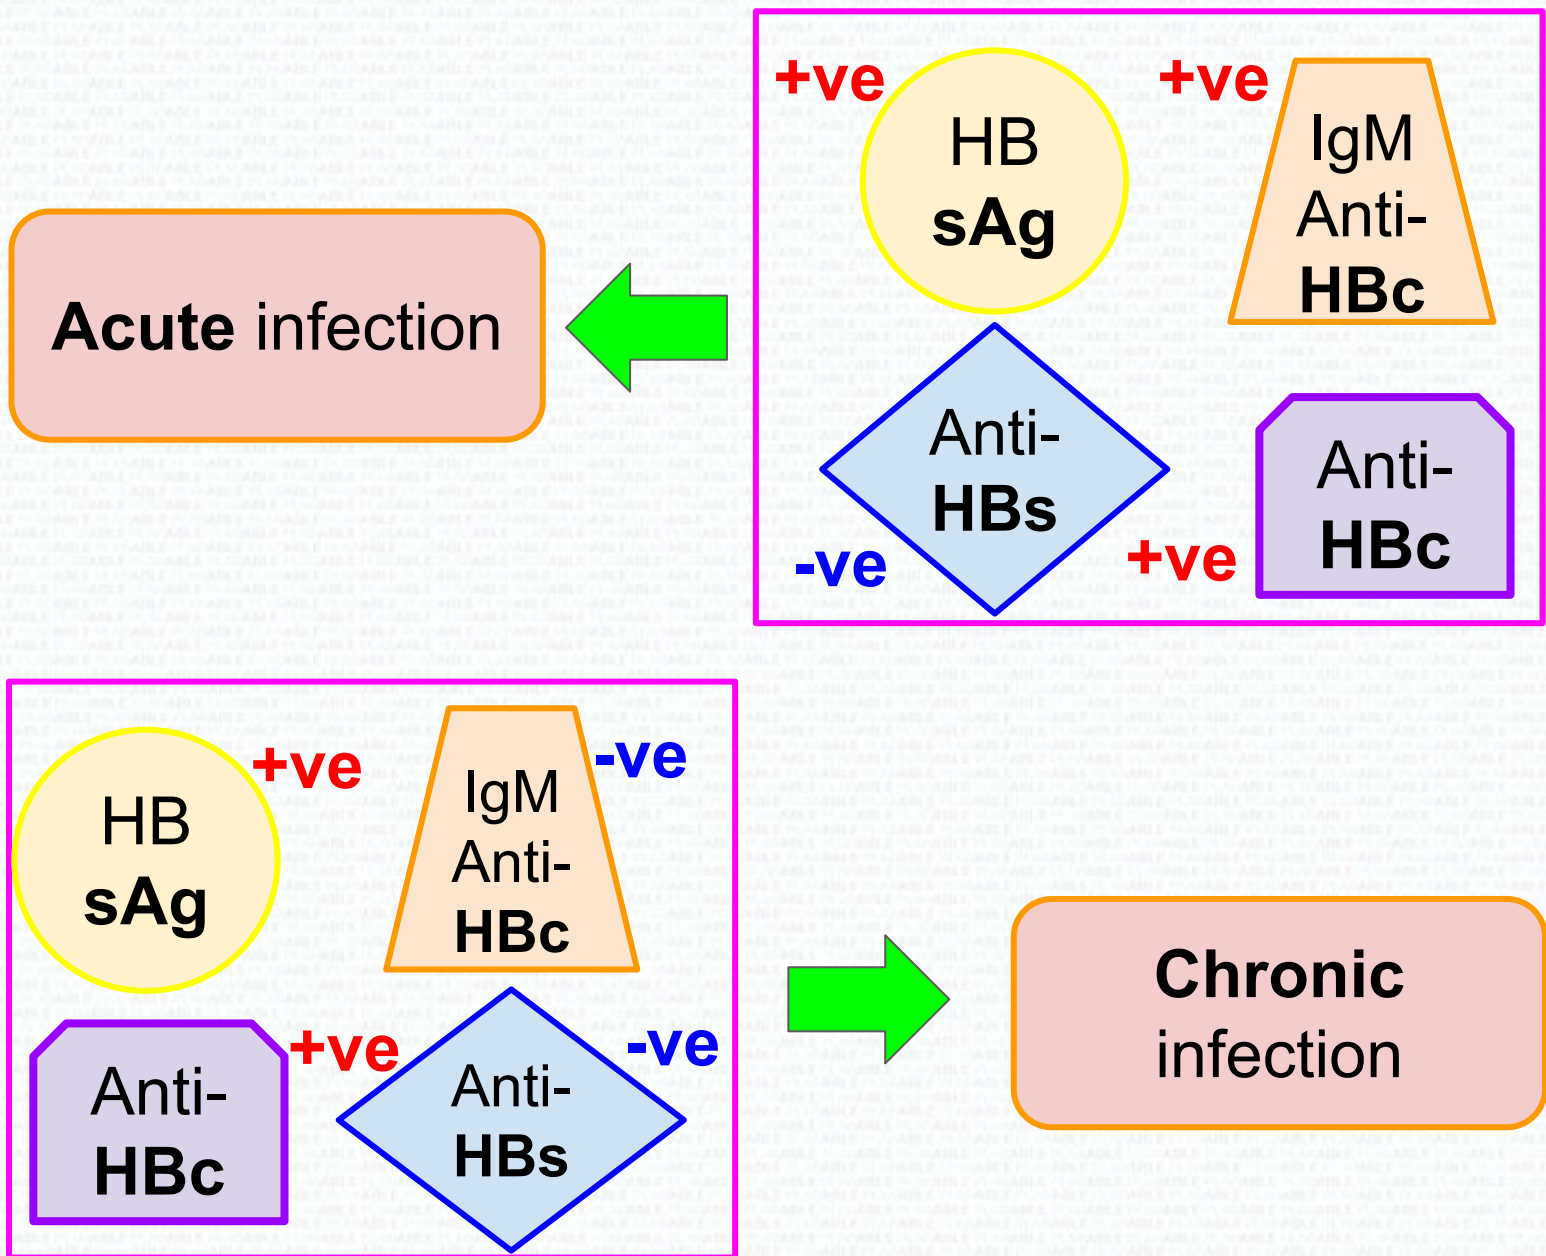 +ve
HB
sAg
+ve
IgM
Anti-
HBc
Acute infection
Anti-
HBs
-ve
+ve
Anti-
HBc
HB
sAg
+ve
IgM
Anti-
HBc
-ve
Anti-
HBc
+ve
Anti-
HBs
-ve
Chronic
infection